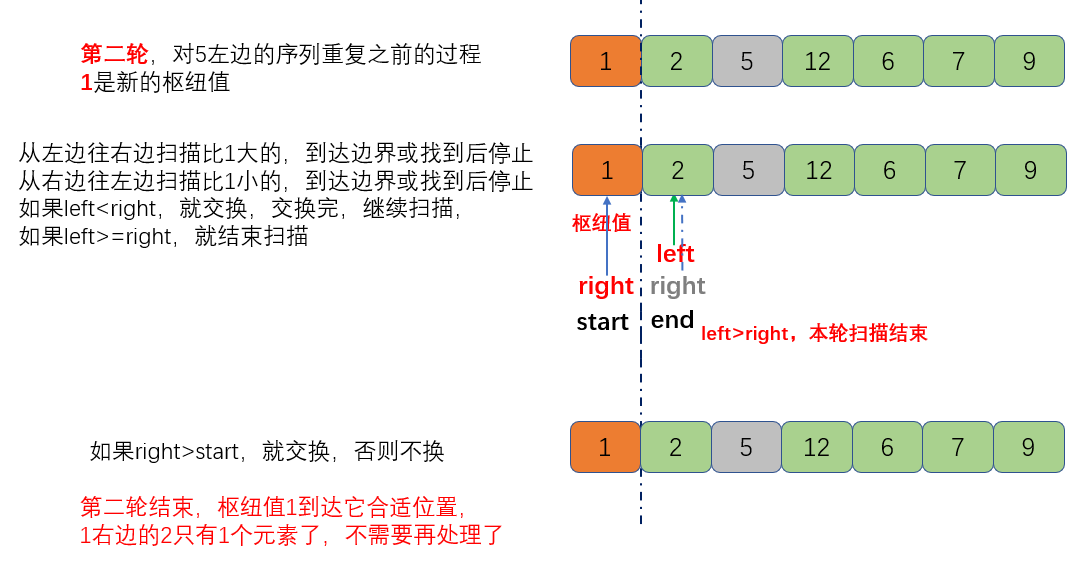 第二轮，对5左边的序列重复之前的过程
1是新的枢纽值
1 2 5 12 6 7 9
从左边往右边扫描比1大的，到达边界或找到后停止
从右边往左边扫描比1小的，到达边界或找到后停止
如果left<right，就交换，交换完，继续扫描，
如果left>=right，就结束扫描
1 2 5 12 6 7 9
枢纽值
left
right right
start end
left>right，本轮扫描结束
如果right>start，就交换，否则不换
1 2 5 12 6 7 9
第二轮结束，枢纽值1到达它合适位置，
1右边的2只有1个元素了，不需要再处理了